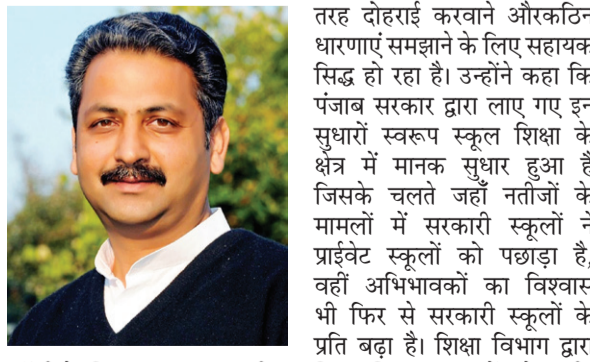 तरह दोहराई करवाने औरकठिन
धारणाएं समझाने के लिए सहायक
सिद्ध हो रहा है। उन्होंने कहा कि
पंजाब सरकार द्वारा लाए गए इन
सुधारों स्वरूप स्कूल शिक्षा के
क्षेत्र में मानक सुधार हुआ है
जिसके चलते जहाँ नतीजों के
मामलों में सरकारी स्कूलों ने
प्राईवेट स्कूलों को पछाड़ा है,
वहीं अभिभावकों का विश्वास
भी फिर से सरकारी स्कूलों के
प्रति बढ़ा है। शिक्षा विभाग द्वारा